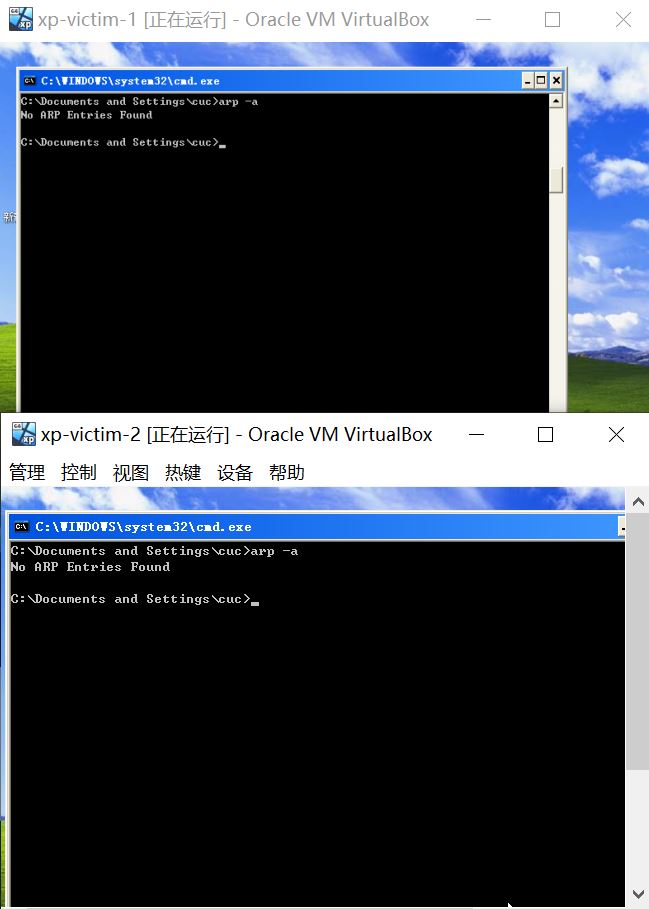 xp-victim-1 [正在运行] - Oracle VM VirtualBox
C:\WINDOWS\system32\cmd.exe
C:\Documents and Settings\cuc>arp -a
No ARP Entries Found
C:\Documents and Settings\cuc>
xp-victim-2 [正在运行] - Oracle VM VirtualBox
管理 控制 视图 热键 设备 帮助
C:\WINDOWS\system32\cmd.exe
C:\Documents and Settings\cuc>arp -a
No ARP Entries Found
C:\Documents and Settings\cuc>